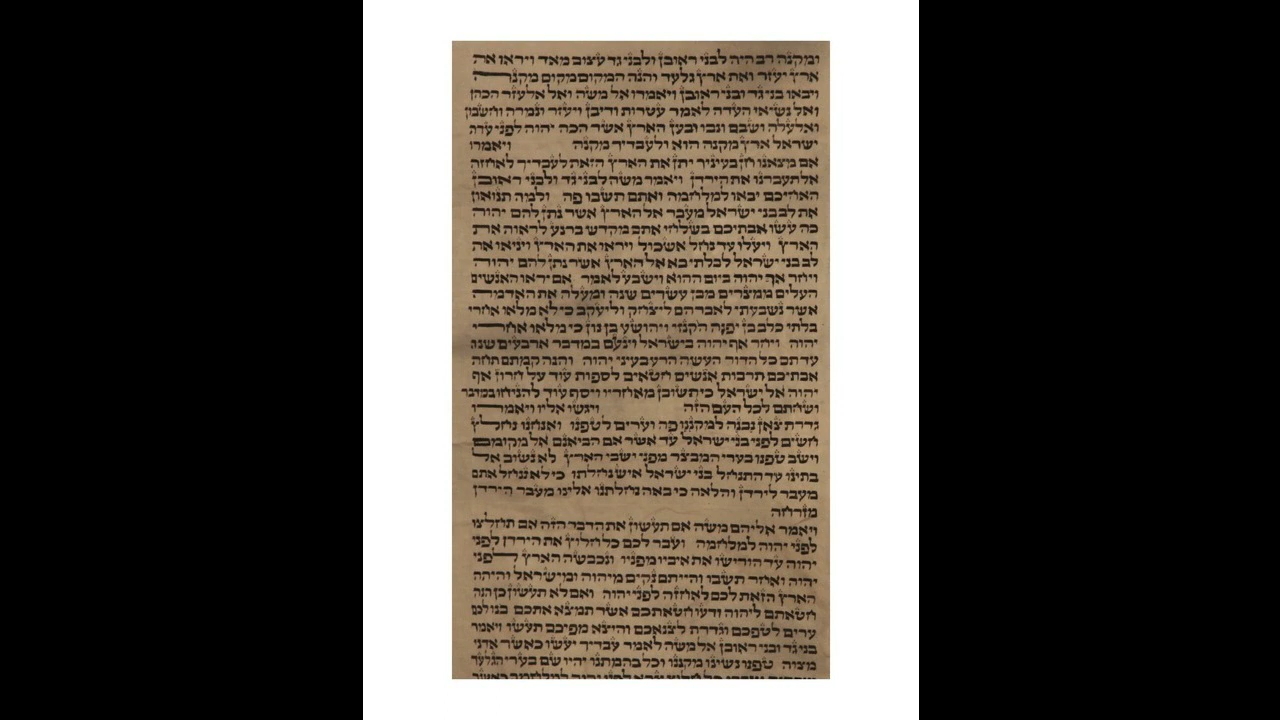 ומקנה רב היה לבני ראובן ולבני גד עצום מאד ויראו את
ארץ יעזר ואת ארץ גלעד והנה המקום מקום מקנה
ויבאו בני גד ובני ראובן ויאמרו אל משה ואל אלעזר הכהן
ואל נשיאי העדה לאמר עטרות ודיבן ויעזר ונמרה וחשבון
ואלעלה ושבם ונבו ובען הארץ אשר הכה יהוה לפני עדת
ישראל ארץ מקנה הוא ולעבדיך מקנה ויאמרו
אם מצאנו חן בעיניך יתן את הארץ הזאת לעבדיך לאחזה
אל תעברנו את הירדן ויאמר משה לבני גד ולבני ראובן
האחיכם יבאו למלחמה ואתם תשבו פה ולמה תנואון
את לב בני ישראל מעבר אל הארץ אשר נתן להם יהוה
כה עשו אבתיכם בשלחי אתם מקדש ברנע לראות את
הארץ ויעלו עד נחל אשכול ויראו את הארץ ויניאו את
לב בני ישראל לבלתי בא אל הארץ אשר נתן להם יהוה
ויחר אף יהוה ביום ההוא וישבע לאמר אם יראו האנשים
העלים ממצרים מבן עשרים שנה ומעלה את האדמה
אשר נשבעתי לאברהם ליצחק וליעקב כי לא מלאו אחרי
בלתי כלב בן יפנה הקנזי ויהושע בן נון כי מלאו אחרי
יהוה ויחר אף יהוה בישראל וינעם במדבר ארבעים שנה
עד תם כל הדור העשה הרע בעיני יהוה והנה קמתם תחת
אבתיכם תרבות אנשים חטאים לספות עוד על חרון אף
יהוה אל ישראל כי תשובן מאחריו ויסף עוד להניחו במדבר
ושחתם לכל העם הזה ויגשו אליו ויאמרו
גדרת צאן נבנה למקננו פה וערים לטפנו ואנחנו נחלץ
חשים לפני בני ישראל עד אשר אם הביאנם אל מקומם
וישב טפנו בערי המבצר מפני ישבי הארץ לא נשוב אל
בתינו עד התנחל בני ישראל איש נחלתו כי לא ננחל אתם
מעבר לירדן והלאה כי באה נחלתנו אלינו מעבר הירדן
מזרחה
ויאמר אליהם משה אם תעשון את הדבר הזה אם תחלצו
לפני יהוה למלחמה ועבר לכם כל חלוץ את הירדן לפני
יהוה עד הורישו את איביו מפניו ונכבשה הארץ לפני
יהוה ואחר תשבו והייתם נקים מיהוה ומישראל והיתה
הארץ הזאת לכם לאחזה לפני יהוה ואם לא תעשון כן הנה
חטאתם ליהוה ודעו חטאתכם אשר תמצא אתכם בנו לכם
ערים לטפכם וגדרת לצנאכם והיצא מפיכם תעשו ויאמר
בני גד ובני ראובן אל משה לאמר עבדיך יעשו כאשר אדני
מצוה טפנו נשינו מקננו וכל בהמתנו יהיו שם בערי הגלעד